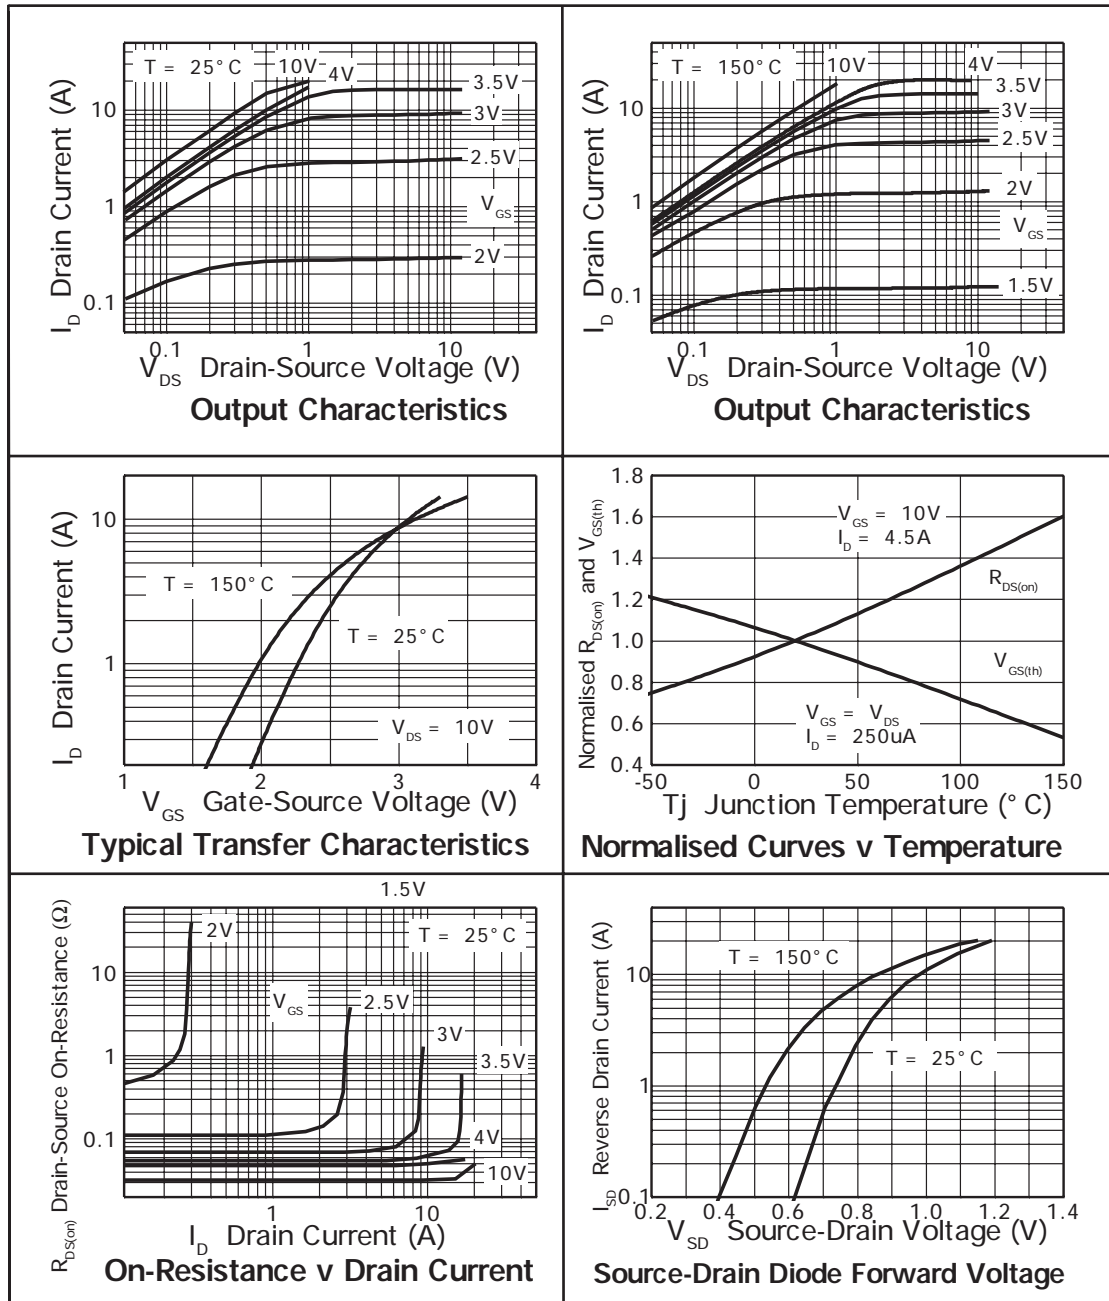 T = 25°C
10V
4V
3.5V
3V
2.5V
V_GS
2V
10
1
0.1
I_D Drain Current (A)
0.1 1 10
V_DS Drain-Source Voltage (V)
Output Characteristics
T = 150°C
10V
4V
3.5V
3V
2.5V
2V
V_GS
1.5V
10
1
0.1
I_D Drain Current (A)
0.1 1 10
V_DS Drain-Source Voltage (V)
Output Characteristics
10
1
I_D Drain Current (A)
T = 150°C
T = 25°C
V_DS = 10V
1 2 3 4
V_GS Gate-Source Voltage (V)
Typical Transfer Characteristics
1.8
1.6
1.4
1.2
1.0
0.8
0.6
0.4
Normalised R_DS(on) and V_GS(th)
V_GS = 10V
I_D = 4.5A
R_DS(on)
V_GS(th)
V_GS = V_DS
I_D = 250uA
-50 0 50 100 150
Tj Junction Temperature (°C)
Normalised Curves v Temperature
1.5V
2V
T = 25°C
V_GS
2.5V
3V
3.5V
4V
10V
10
1
0.1
R_DS(on) Drain-Source On-Resistance (Ω)
1 10
I_D Drain Current (A)
On-Resistance v Drain Current
T = 150°C
T = 25°C
10
1
0.1
I_SD Reverse Drain Current (A)
0.2 0.4 0.6 0.8 1.0 1.2 1.4
V_SD Source-Drain Voltage (V)
Source-Drain Diode Forward Voltage